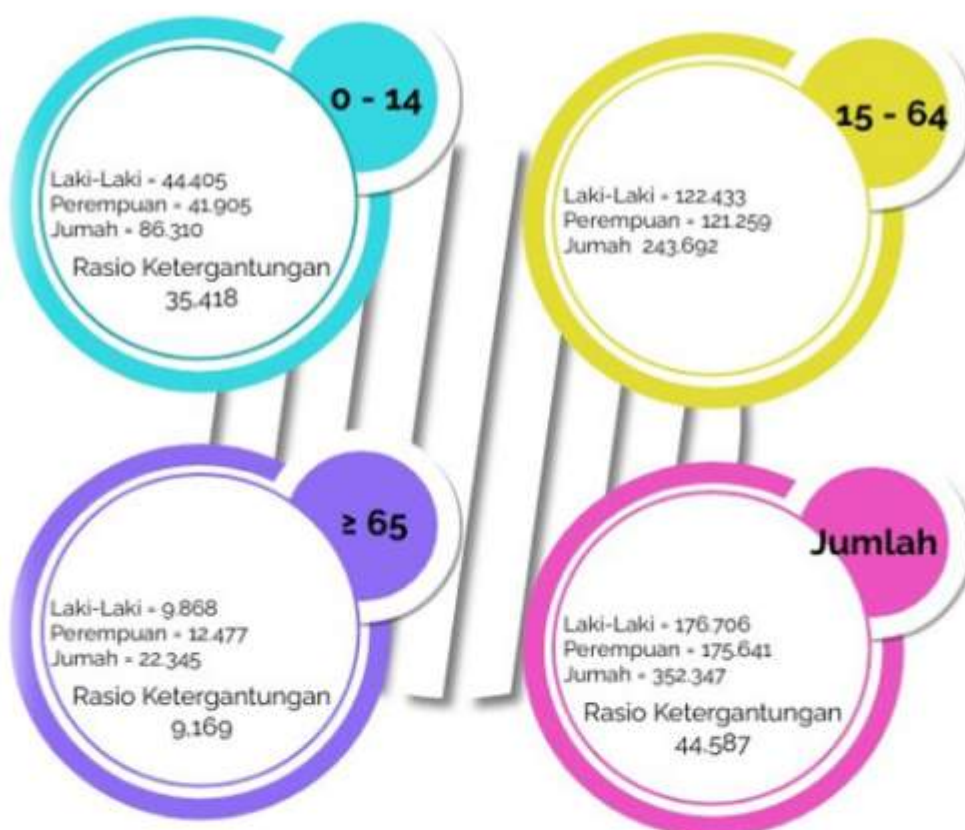 0 - 14
Laki-Laki = 44.405
Perempuan = 41.905
Jumah = 86.310
Rasio Ketergantungan
35,418
15 - 64
Laki-Laki = 122.433
Perempuan = 121.259
Jumah 243.692
≥ 65
Laki-Laki = 9.868
Perempuan = 12.477
Jumah = 22.345
Rasio Ketergantungan
9,169
Jumlah
Laki-Laki = 176.706
Perempuan = 175.641
Jumah = 352.347
Rasio Ketergantungan
44,587